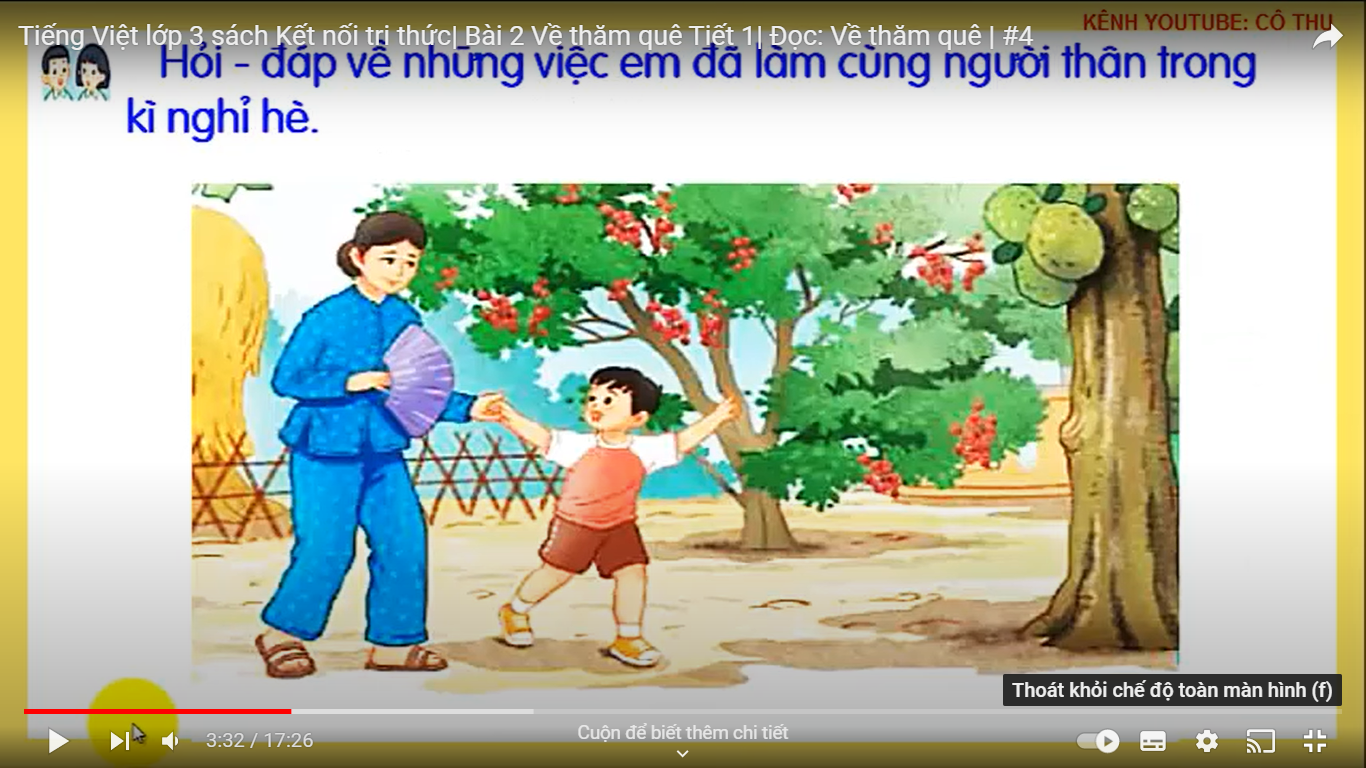 KÊNH YOUTUBE: CÔ THU
Tiếng Việt lớp 3 sách Kết nối tri thức| Bài 2 Về thăm quê Tiết 1| Đọc: Về thăm quê | #4
Hỏi - đáp về những việc em đã làm cùng người thân trong
kì nghỉ hè.
Thoát khỏi chế độ toàn màn hình (f)
3:32 / 17:26
Cuộn để biết thêm chi tiết